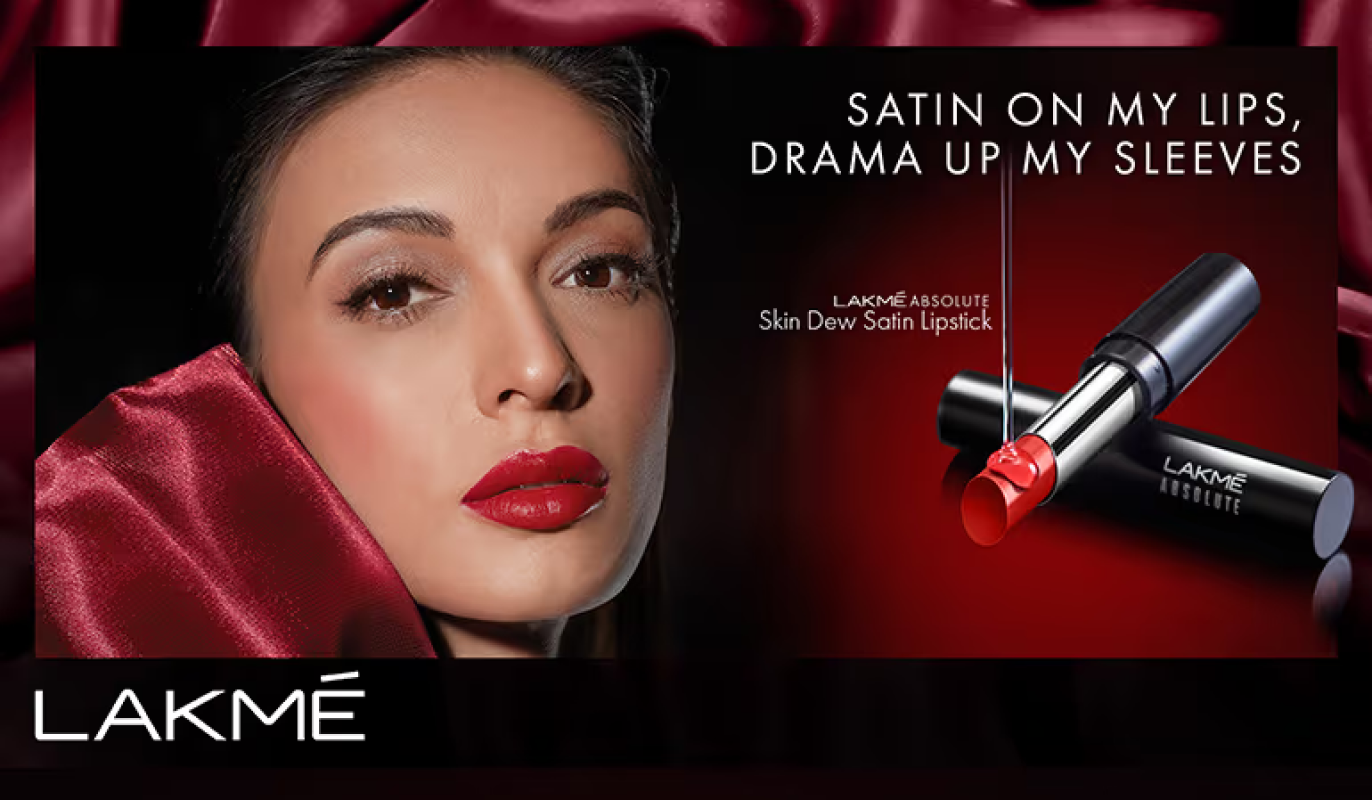 SATIN ON MY LIPS,
DRAMA UP MY SLEEVES
LAKMÉ ABSOLUTE
Skin Dew Satin Lipstick
LAKMÉ
ABSOLUTE
LAKMÉ